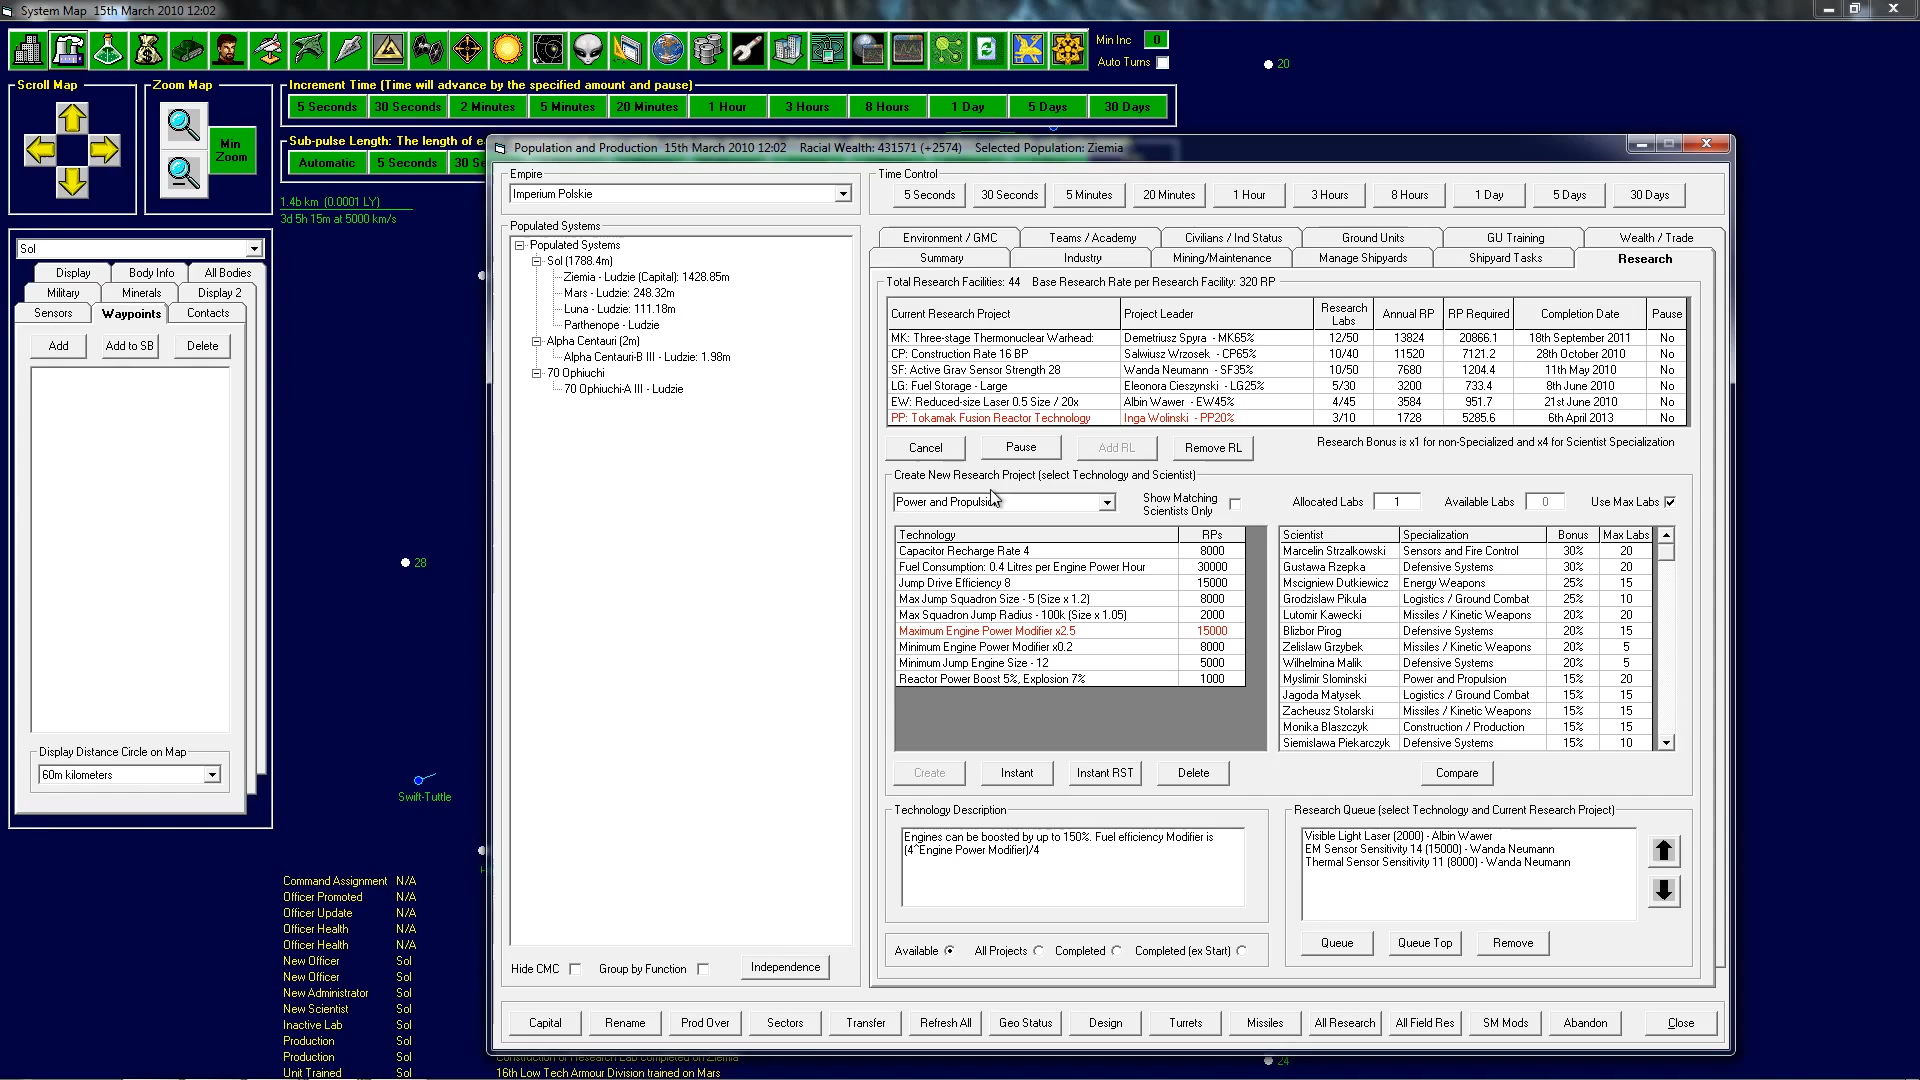 System Map  15th March 2010 12:02
Min Inc 0
Auto Turns
Scroll Map
Zoom Map
Min Zoom
Increment Time (Time will advance by the specified amount and pause)
5 Seconds 30 Seconds 2 Minutes 5 Minutes 20 Minutes 1 Hour 3 Hours 8 Hours 1 Day 5 Days 30 Days
Sub-pulse Length: The length of
Automatic 5 Seconds
20
1.4b km (0.0001 LY)
3d 5h 15m at 5000 km/s
Sol
Display Body Info All Bodies
Military Minerals Display 2
Sensors Waypoints Contacts
Add Add to SB Delete
Display Distance Circle on Map
60m kilometers
28
Swift-Tuttle
Command Assignment N/A
Officer Promoted N/A
Officer Update N/A
Officer Health N/A
Officer Health N/A
New Officer Sol
New Officer Sol
New Administrator Sol
New Scientist Sol
Inactive Lab Sol
Production Sol
Production Sol
Construction of Research Lab completed on Ziemia
Unit Trained Sol
16th Low Tech Armour Division trained on Mars
24
Population and Production  15th March 2010 12:02  Racial Wealth: 431571 (+2574)  Selected Population: Ziemia
Empire
Imperium Polskie
Populated Systems
Populated Systems
Sol (1788.4m)
Ziemia - Ludzie (Capital): 1428.85m
Mars - Ludzie: 248.32m
Luna - Ludzie: 111.18m
Parthenope - Ludzie
Alpha Centauri (2m)
Alpha Centauri-B III - Ludzie: 1.98m
70 Ophiuchi
70 Ophiuchi-A III - Ludzie
Hide CMC
Group by Function
Independence
Time Control
5 Seconds 30 Seconds 5 Minutes 20 Minutes 1 Hour 3 Hours 8 Hours 1 Day 5 Days 30 Days
Environment / GMC Teams / Academy Civilians / Ind Status Ground Units GU Training Wealth / Trade
Summary Industry Mining/Maintenance Manage Shipyards Shipyard Tasks Research
Total Research Facilities: 44  Base Research Rate per Research Facility: 320 RP
Current Research Project Project Leader Research Labs Annual RP RP Required Completion Date Pause
MK: Three-stage Thermonuclear Warhead: Demetriusz Spyra - MK65% 12/50 13824 20866.1 18th September 2011 No
CP: Construction Rate 16 BP Salwiusz Wrzosek - CP65% 10/40 11520 7121.2 28th October 2010 No
SF: Active Grav Sensor Strength 28 Wanda Neumann - SF35% 10/50 7680 1204.4 11th May 2010 No
LG: Fuel Storage - Large Eleonora Cieszynski - LG25% 5/30 3200 733.4 8th June 2010 No
EW: Reduced-size Laser 0.5 Size / 20x Albin Wawer - EW45% 4/45 3584 951.7 21st June 2010 No
PP: Tokamak Fusion Reactor Technology Inga Wolinski - PP20% 3/10 1728 5285.6 6th April 2013 No
Cancel Pause Add RL Remove RL
Research Bonus is x1 for non-Specialized and x4 for Scientist Specialization
Create New Research Project (select Technology and Scientist)
Power and Propulsion
Show Matching Scientists Only
Allocated Labs 1
Available Labs 0
Use Max Labs
Technology RPs
Capacitor Recharge Rate 4 8000
Fuel Consumption: 0.4 Litres per Engine Power Hour 30000
Jump Drive Efficiency 8 15000
Max Jump Squadron Size - 5 (Size x 1.2) 8000
Max Squadron Jump Radius - 100k (Size x 1.05) 2000
Maximum Engine Power Modifier x2.5 15000
Minimum Engine Power Modifier x0.2 8000
Minimum Jump Engine Size - 12 5000
Reactor Power Boost 5%, Explosion 7% 1000
Scientist Specialization Bonus Max Labs
Marcelin Strzalkowski Sensors and Fire Control 30% 20
Gustawa Rzepka Defensive Systems 30% 20
Mscigniew Dutkiewicz Energy Weapons 25% 15
Grodzislaw Pikula Logistics / Ground Combat 25% 10
Lutomir Kawecki Missiles / Kinetic Weapons 20% 20
Blizbor Pirog Defensive Systems 20% 15
Zelislaw Grzybek Missiles / Kinetic Weapons 20% 5
Wilhelmina Malik Defensive Systems 20% 5
Myslimir Slominski Power and Propulsion 15% 20
Jagoda Matysek Logistics / Ground Combat 15% 15
Zacheusz Stolarski Missiles / Kinetic Weapons 15% 15
Monika Blaszczyk Construction / Production 15% 15
Siemislawa Piekarczyk Defensive Systems 15% 10
Create Instant Instant RST Delete Compare
Technology Description
Engines can be boosted by up to 150%. Fuel efficiency Modifier is
(4^Engine Power Modifier)/4
Research Queue (select Technology and Current Research Project)
Visible Light Laser (2000) - Albin Wawer
EM Sensor Sensitivity 14 (15000) - Wanda Neumann
Thermal Sensor Sensitivity 11 (8000) - Wanda Neumann
Available All Projects Completed Completed (ex Start)
Queue Queue Top Remove
Capital Rename Prod Over Sectors Transfer Refresh All Geo Status Design Turrets Missiles All Research All Field Res SM Mods Abandon Close